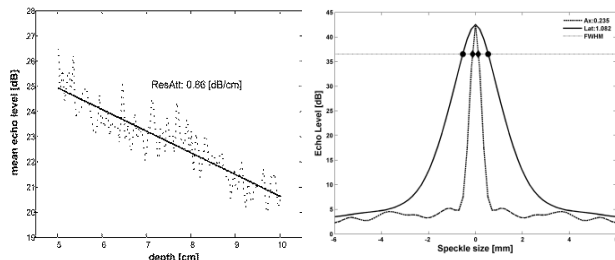 28
27
26
25
24
23
22
21
20
19
mean echo level [dB]
ResAtt: 0.86 [dB/cm]
5 6 7 8 9 10
depth [cm]
45
40
35
30
25
20
15
10
5
0
Echo Level [dB]
Ax:0.235
Lat:1.082
FWHM
-6 -4 -2 0 2 4
Speckle size [mm]